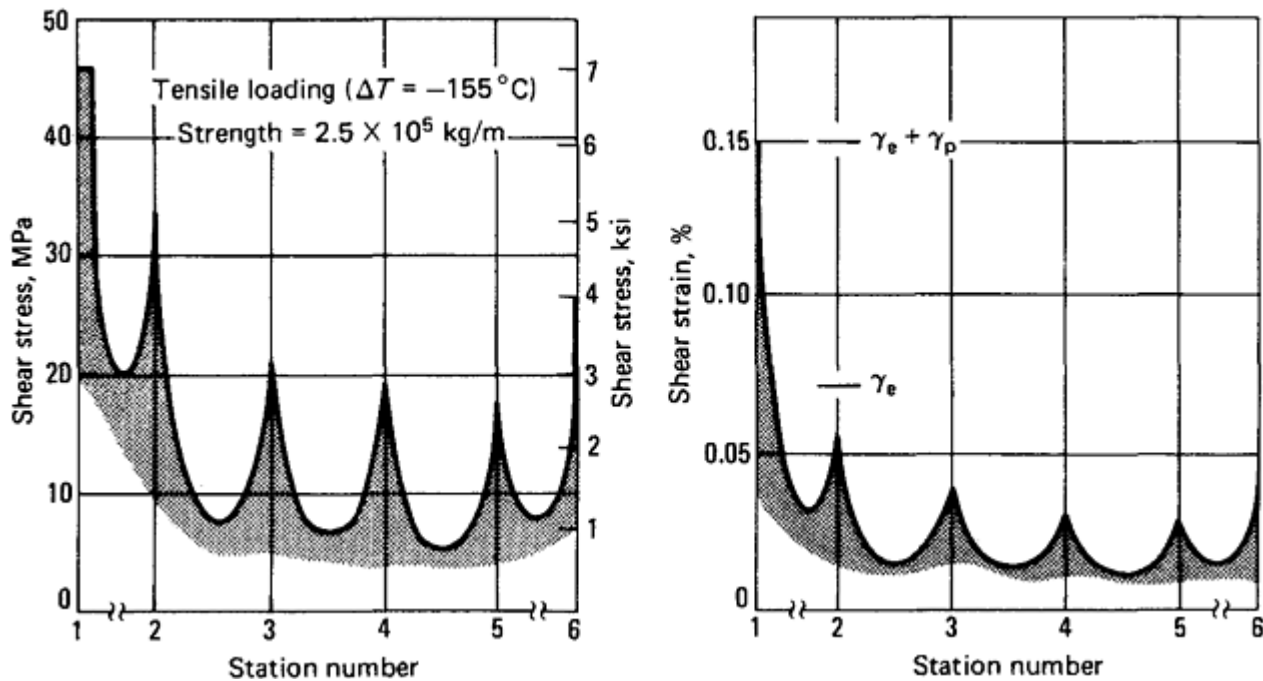 50
40
30
20
10
0
Shear stress, MPa
Tensile loading (ΔT = −155 °C)
Strength = 2.5 × 10⁵ kg/m
7
6
5
4
3
2
1
Shear stress, ksi
1 2 3 4 5 6
Station number
0.15
0.10
0.05
0
Shear strain, %
γe + γp
γe
1 2 3 4 5 6
Station number